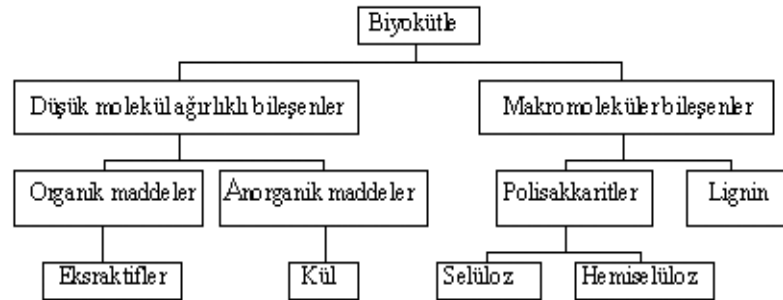 Biyokütle
Düşük molekül ağırlıklı bileşenler
Makromoleküler bileşenler
Organik maddeler
Anorganik maddeler
Polisakkaritler
Lignin
Eksraktifler
Kül
Selüloz
Hemiselüloz